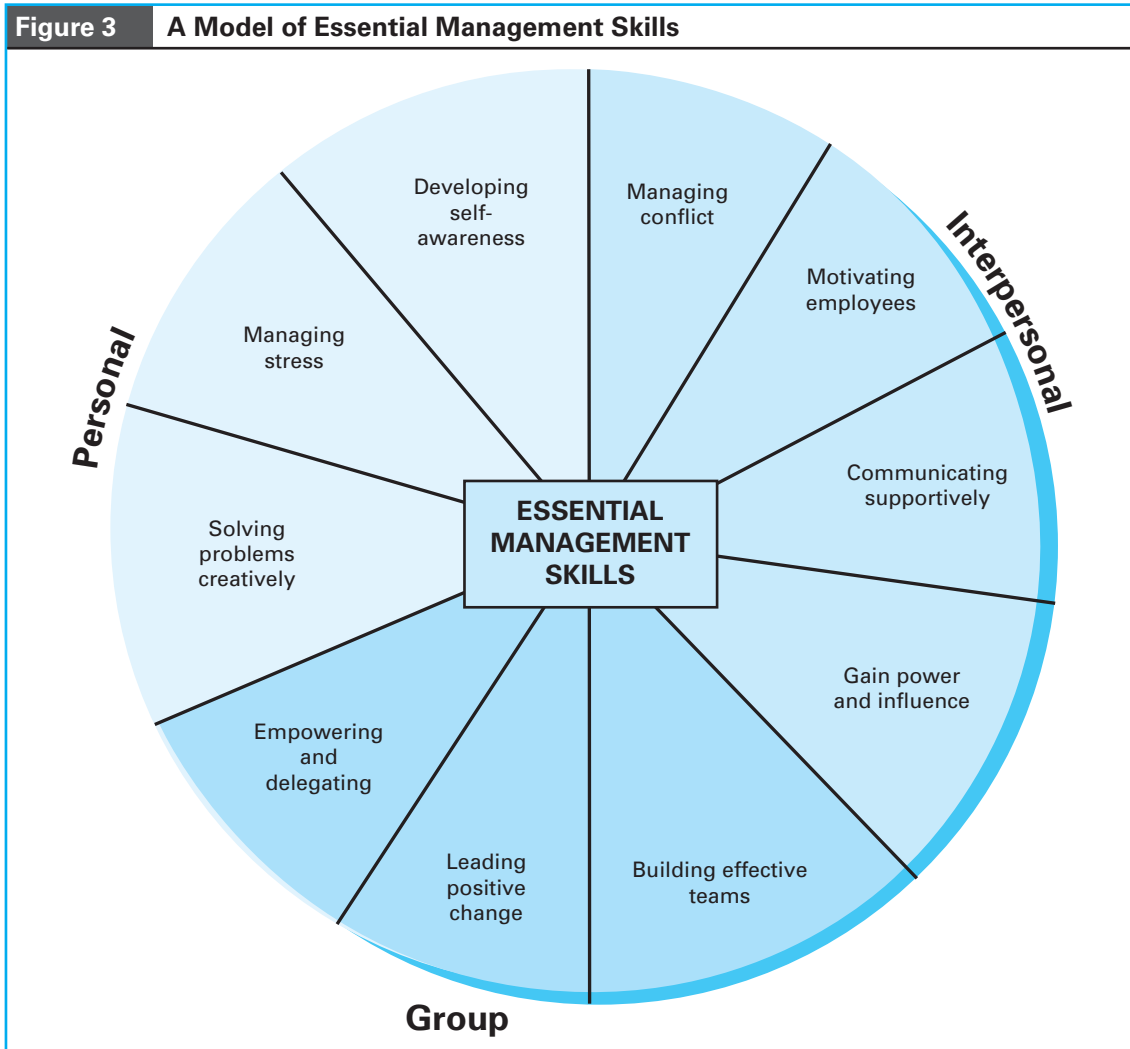 Figure 3 A Model of Essential Management Skills
Developing
self-
awareness
Managing
conflict
Motivating
employees
Interpersonal
Managing
stress
Personal
Communicating
supportively
ESSENTIAL
MANAGEMENT
SKILLS
Solving
problems
creatively
Gain power
and influence
Empowering
and
delegating
Leading
positive
change
Building effective
teams
Group